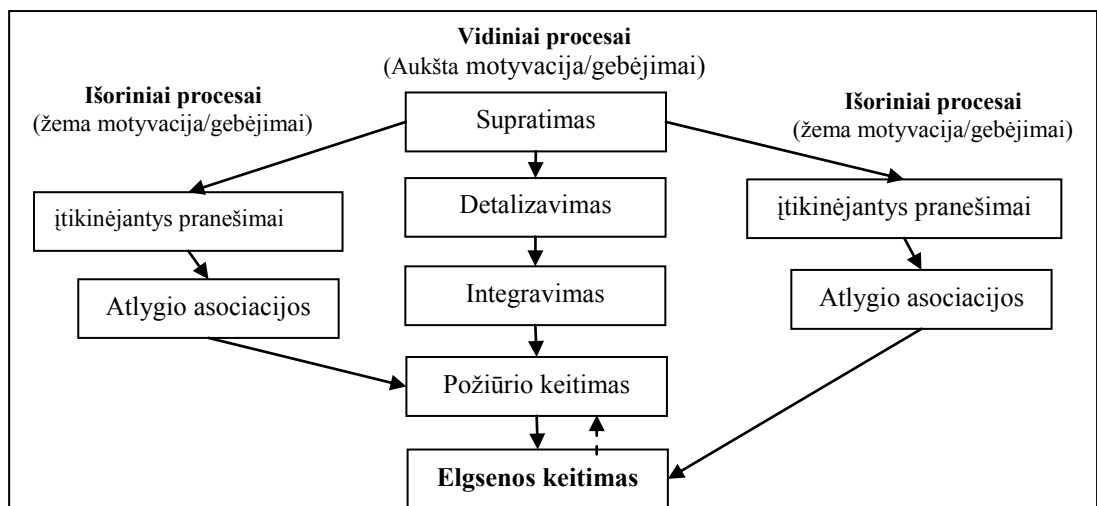 Vidiniai procesai
(Aukšta motyvacija/gebėjimai)
Išoriniai procesai
(žema motyvacija/gebėjimai)
Supratimas
Išoriniai procesai
(žema motyvacija/gebėjimai)
įtikinėjantys pranešimai
Detalizavimas
įtikinėjantys pranešimai
Atlygio asociacijos
Integravimas
Atlygio asociacijos
Požiūrio keitimas
Elgsenos keitimas